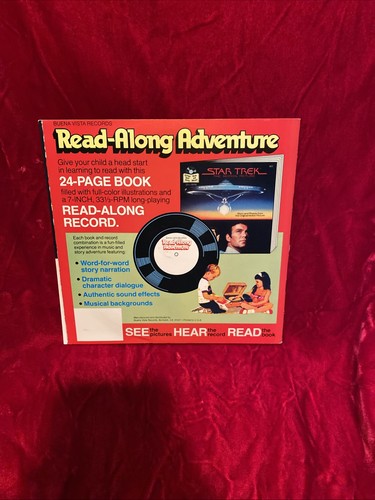 BUENA VISTA RECORDS
Read-Along Adventure
Give your child a head start
in learning to read with this
24-PAGE BOOK
filled with full-color illustrations and
a 7-INCH, 33⅓-RPM long-playing
READ-ALONG
RECORD.
Each book and record
combination is a fun-filled
experience in music and
story adventure featuring:
• Word-for-word
story narration
• Dramatic
character dialogue
• Authentic sound effects
• Musical backgrounds
STAR TREK
Read-Along
Adventure
SEE the pictures HEAR the record READ the book